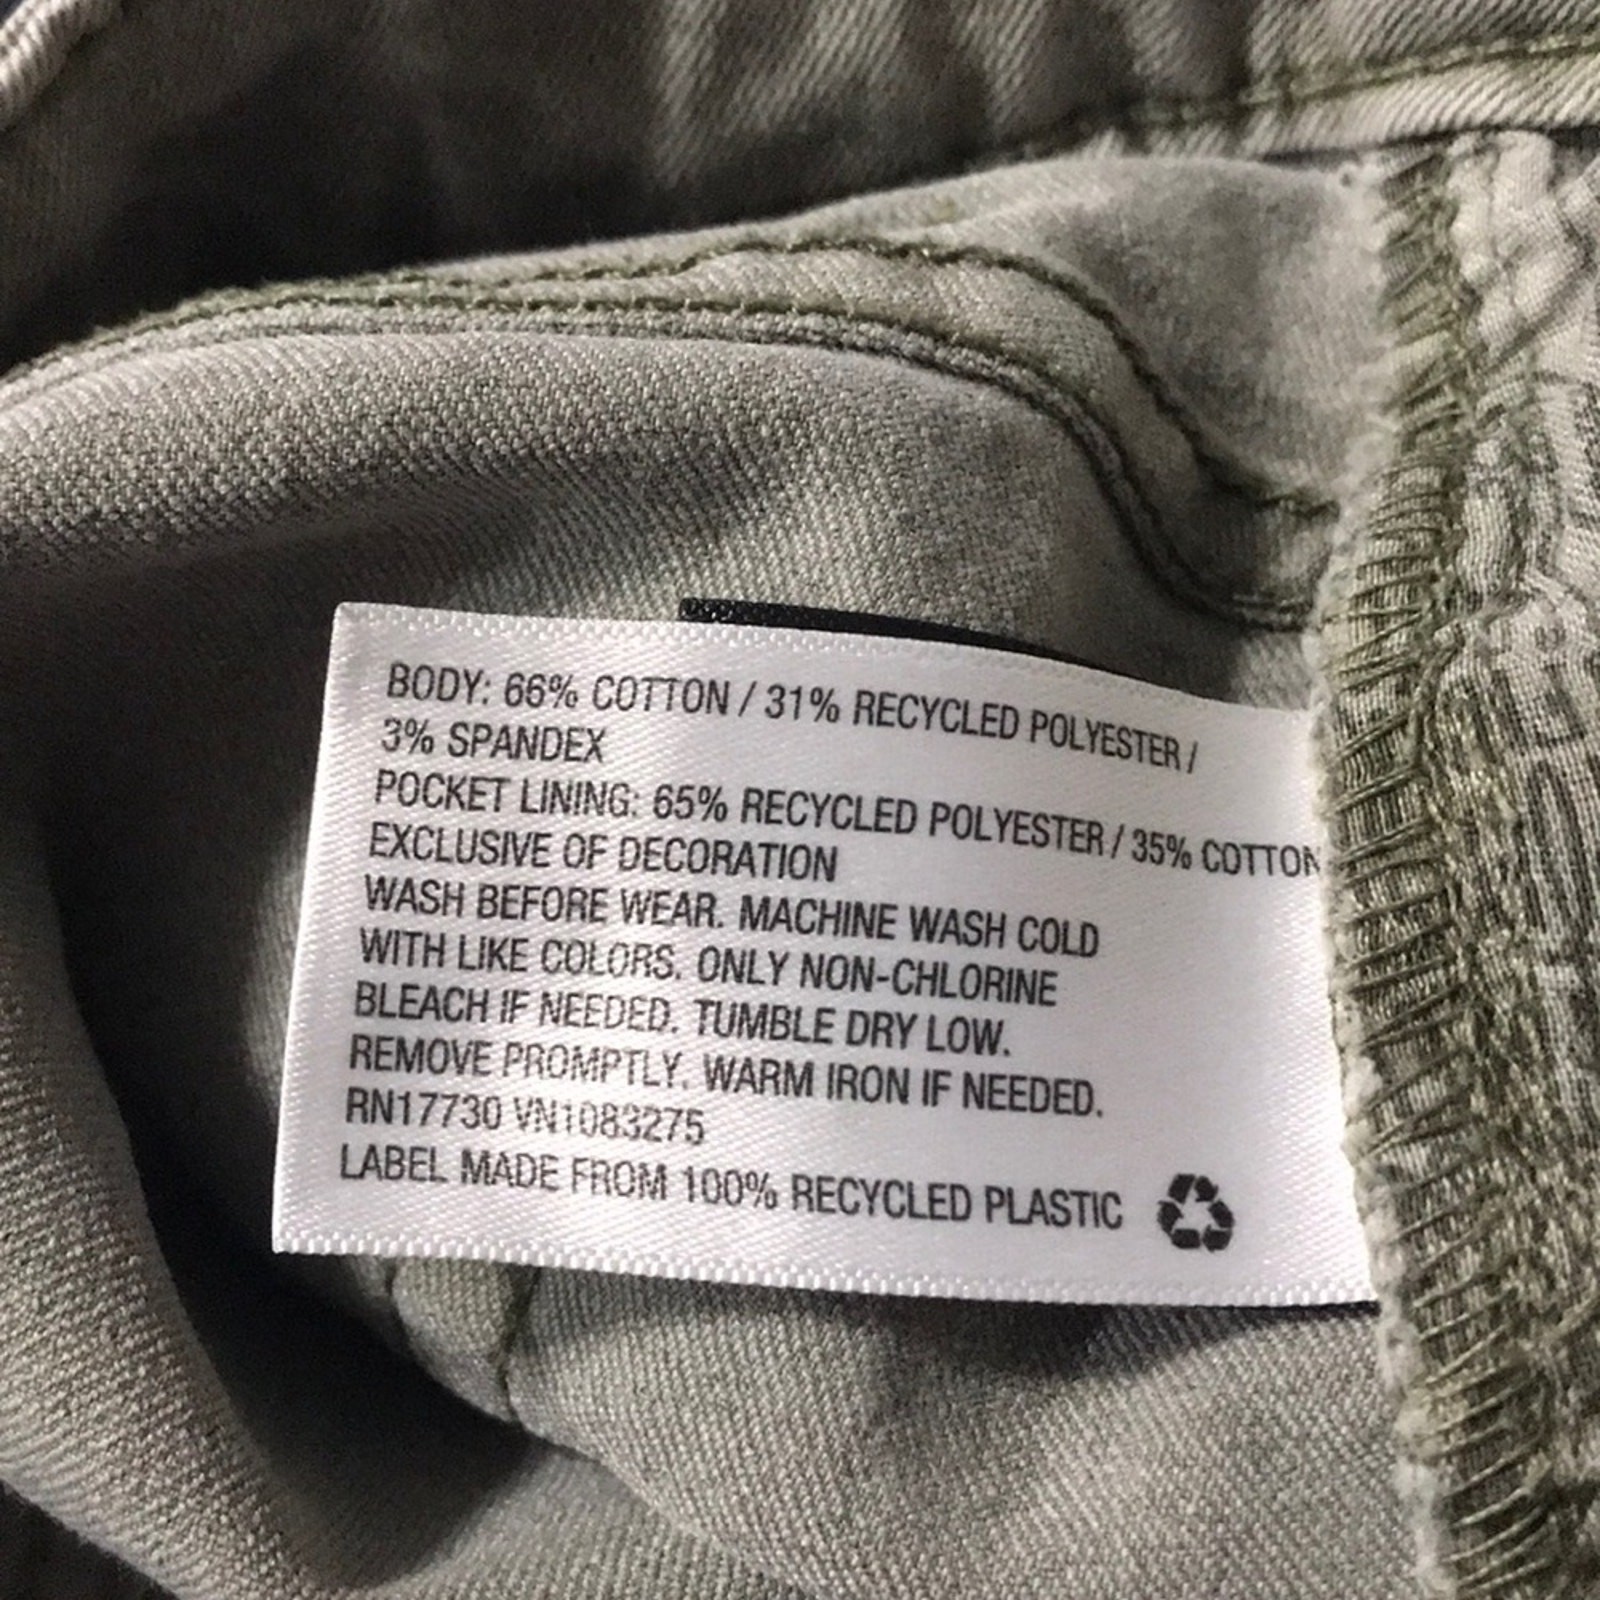 BODY: 66% COTTON / 31% RECYCLED POLYESTER /
3% SPANDEX
POCKET LINING: 65% RECYCLED POLYESTER / 35% COTTON
EXCLUSIVE OF DECORATION
WASH BEFORE WEAR. MACHINE WASH COLD
WITH LIKE COLORS. ONLY NON-CHLORINE
BLEACH IF NEEDED. TUMBLE DRY LOW.
REMOVE PROMPTLY. WARM IRON IF NEEDED.
RN17730 VN1083275
LABEL MADE FROM 100% RECYCLED PLASTIC